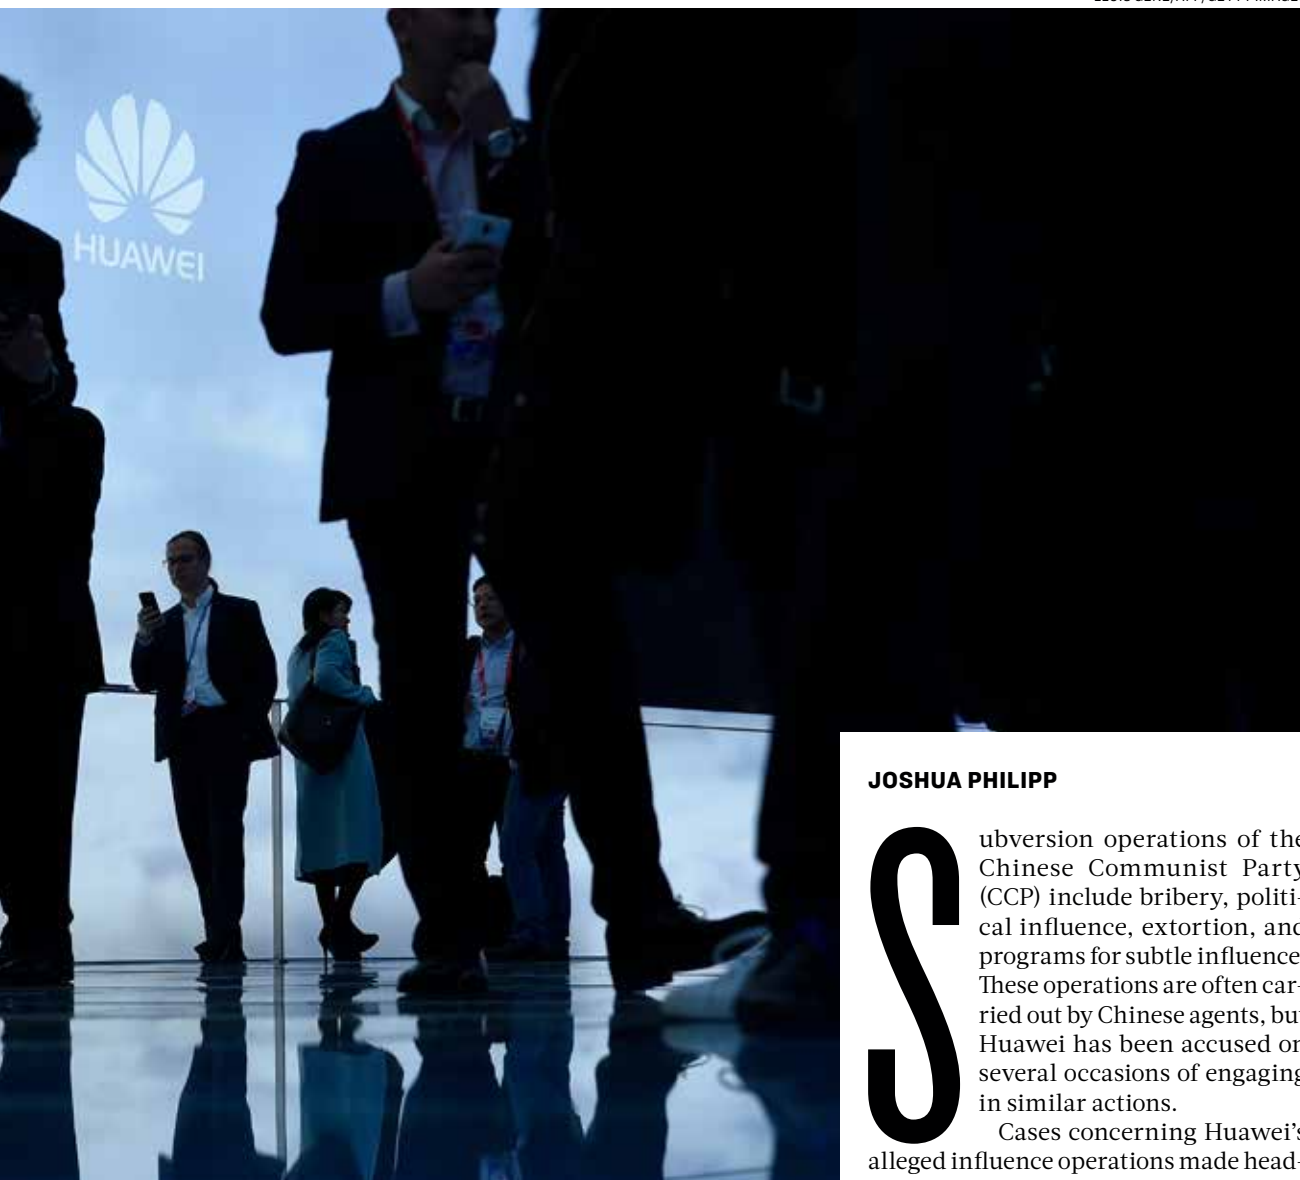 HUAWEI
JOSHUA PHILIPP
Subversion operations of the
Chinese Communist Party
(CCP) include bribery, politi-
cal influence, extortion, and
programs for subtle influence
These operations are often car-
ried out by Chinese agents, but
Huawei has been accused on
several occasions of engaging
in similar actions.
Cases concerning Huawei's
alleged influence operations made head-